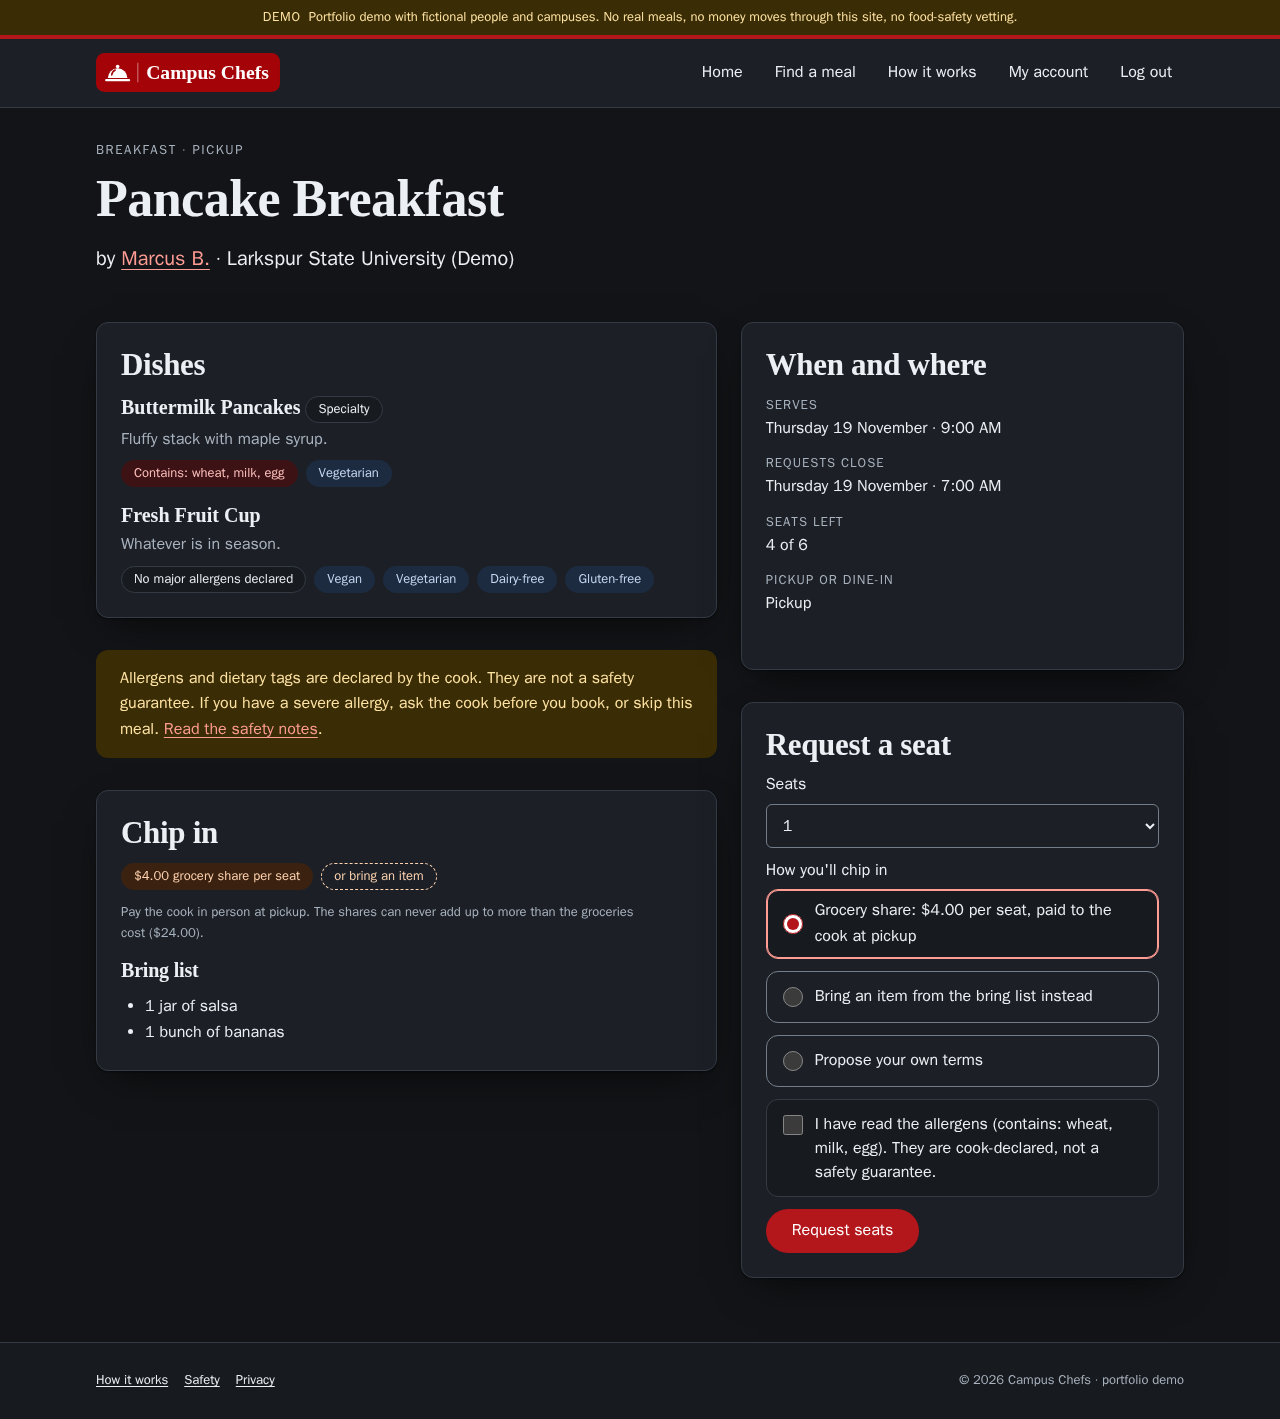 DEMO Portfolio demo with fictional people and campuses. No real meals, no money moves through this site, no food-safety vetting.
Campus Chefs
Home
Find a meal
How it works
My account
Log out
BREAKFAST · PICKUP
Pancake Breakfast
by Marcus B. · Larkspur State University (Demo)
Dishes
Buttermilk Pancakes Specialty
Fluffy stack with maple syrup.
Contains: wheat, milk, egg Vegetarian
Fresh Fruit Cup
Whatever is in season.
No major allergens declared Vegan Vegetarian Dairy-free Gluten-free
Allergens and dietary tags are declared by the cook. They are not a safety
guarantee. If you have a severe allergy, ask the cook before you book, or skip this
meal. Read the safety notes.
Chip in
$4.00 grocery share per seat or bring an item
Pay the cook in person at pickup. The shares can never add up to more than the groceries
cost ($24.00).
Bring list
• 1 jar of salsa
• 1 bunch of bananas
When and where
SERVES
Thursday 19 November · 9:00 AM
REQUESTS CLOSE
Thursday 19 November · 7:00 AM
SEATS LEFT
4 of 6
PICKUP OR DINE-IN
Pickup
Request a seat
Seats
1
How you'll chip in
Grocery share: $4.00 per seat, paid to the
cook at pickup
Bring an item from the bring list instead
Propose your own terms
I have read the allergens (contains: wheat,
milk, egg). They are cook-declared, not a
safety guarantee.
Request seats
How it works Safety Privacy
© 2026 Campus Chefs · portfolio demo